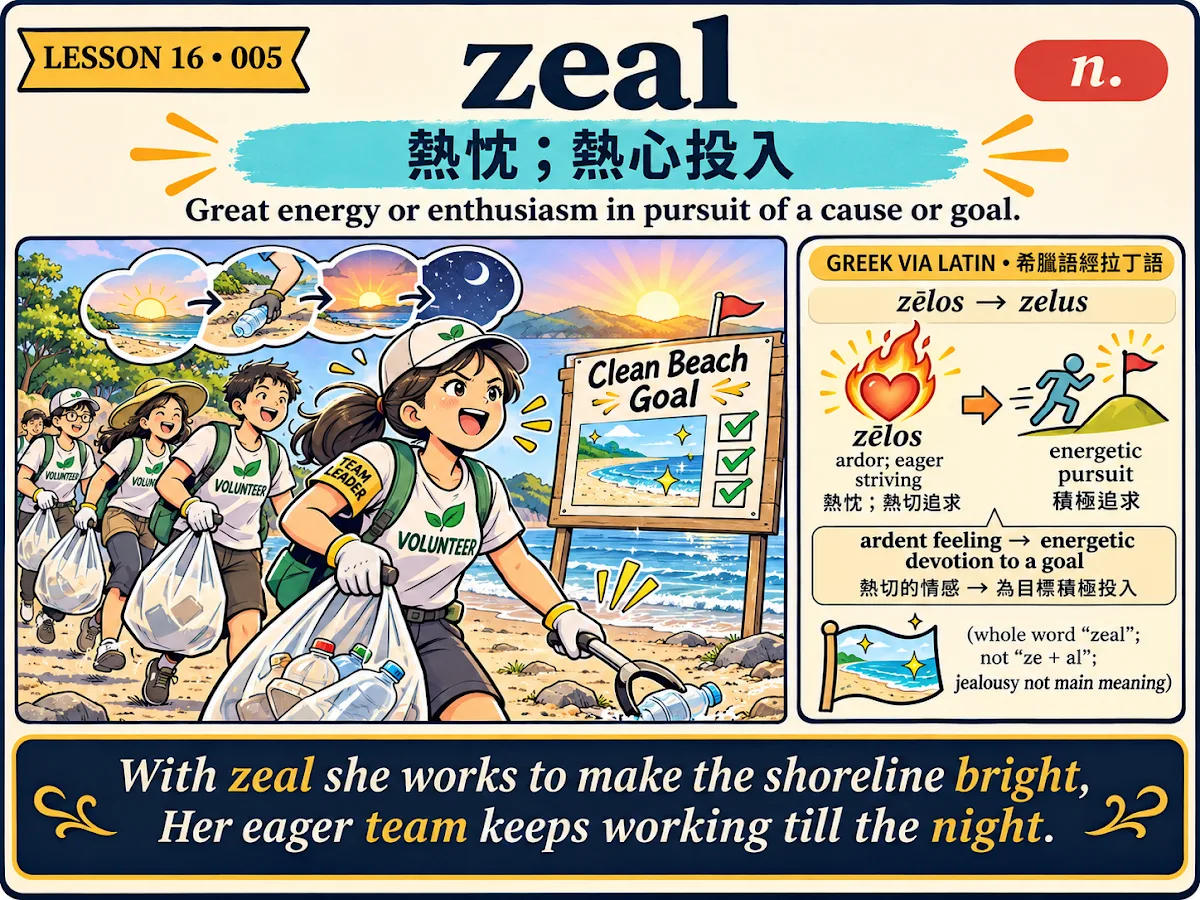 LESSON 16 • 005
zeal
n.
熱忱；熱心投入
Great energy or enthusiasm in pursuit of a cause or goal.
Clean Beach
Goal
TEAM
LEADER
VOLUNTEER
VOLUNTEER
VOLUNTEER
VOLUNTEER
GREEK VIA LATIN • 希臘語經拉丁語
zēlos → zelus
zēlos
ardor; eager
striving
熱忱；熱切追求
energetic
pursuit
積極追求
ardent feeling → energetic
devotion to a goal
熱切的情感 → 為目標積極投入
(whole word “zeal”;
not “ze + al”;
jealousy not main meaning)
With zeal she works to make the shoreline bright,
Her eager team keeps working till the night.